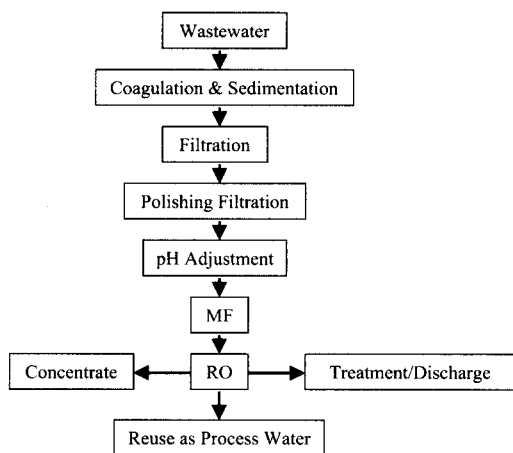 Wastewater
Coagulation & Sedimentation
Filtration
Polishing Filtration
pH Adjustment
MF
Concentrate
RO
Treatment/Discharge
Reuse as Process Water